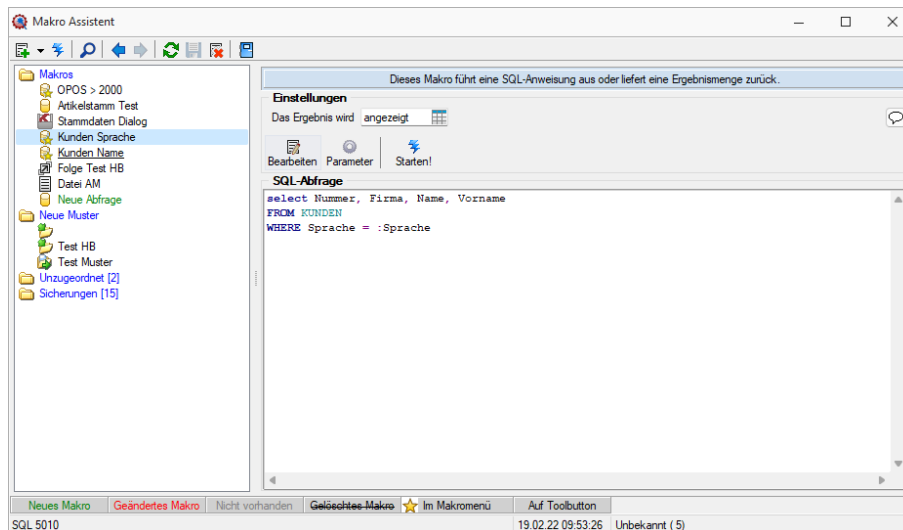 Makro Assistent
Makros
OPOS > 2000
Artikelstamm Test
Stammdaten Dialog
Kunden Sprache
Kunden Name
Folge Test HB
Datei AM
Neue Abfrage
Neue Muster
Test HB
Test Muster
Unzugeordnet [2]
Sicherungen [15]
Dieses Makro führt eine SQL-Anweisung aus oder liefert eine Ergebnismenge zurück.
Einstellungen
Das Ergebnis wird angezeigt
Bearbeiten Parameter Starten!
SQL-Abfrage
select Nummer, Firma, Name, Vorname
FROM KUNDEN
WHERE Sprache = :Sprache
Neues Makro Geändertes Makro Nicht vorhanden Gelöschtes Makro Im Makromenü Auf Toolbutton
SQL 5010 19.02.22 09:53:26 Unbekannt ( 5)